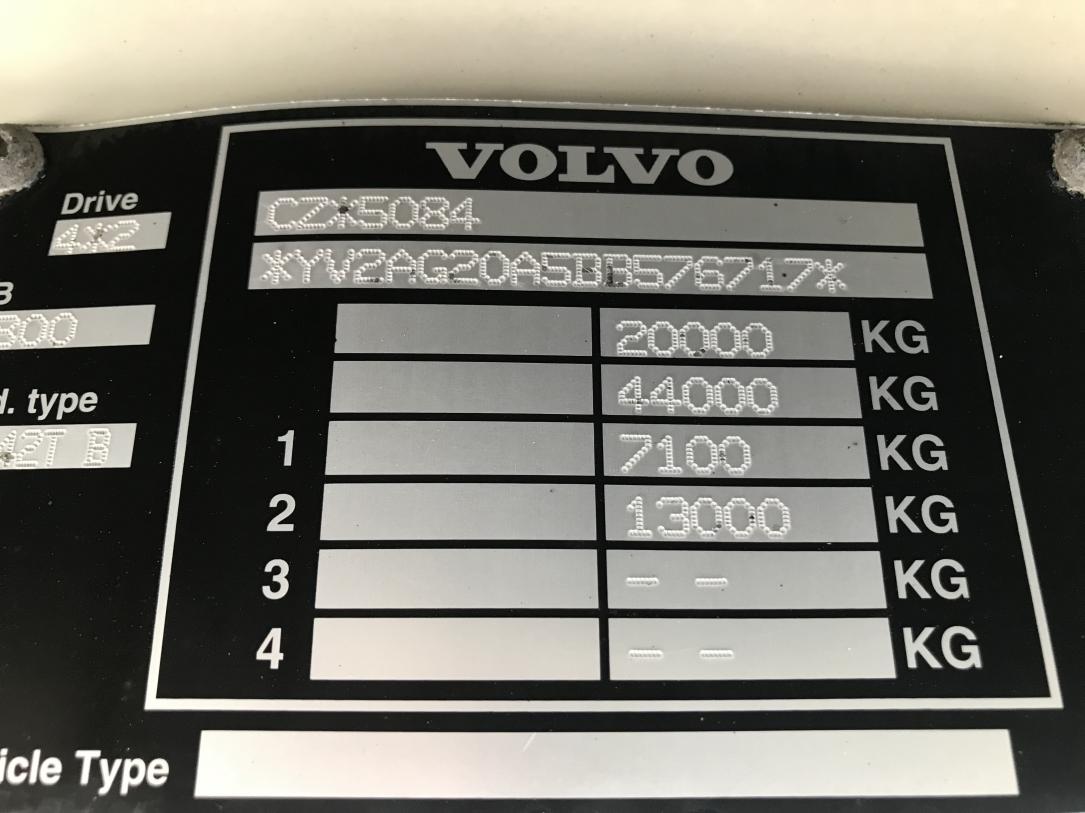 VOLVO
Drive
CZX5084
4X2
*YV2AG20A5BB576717*
B
20000 KG
44000 KG
d. type
1 7100 KG
2T B
2 13000 KG
3 – – KG
4 – – KG
icle Type